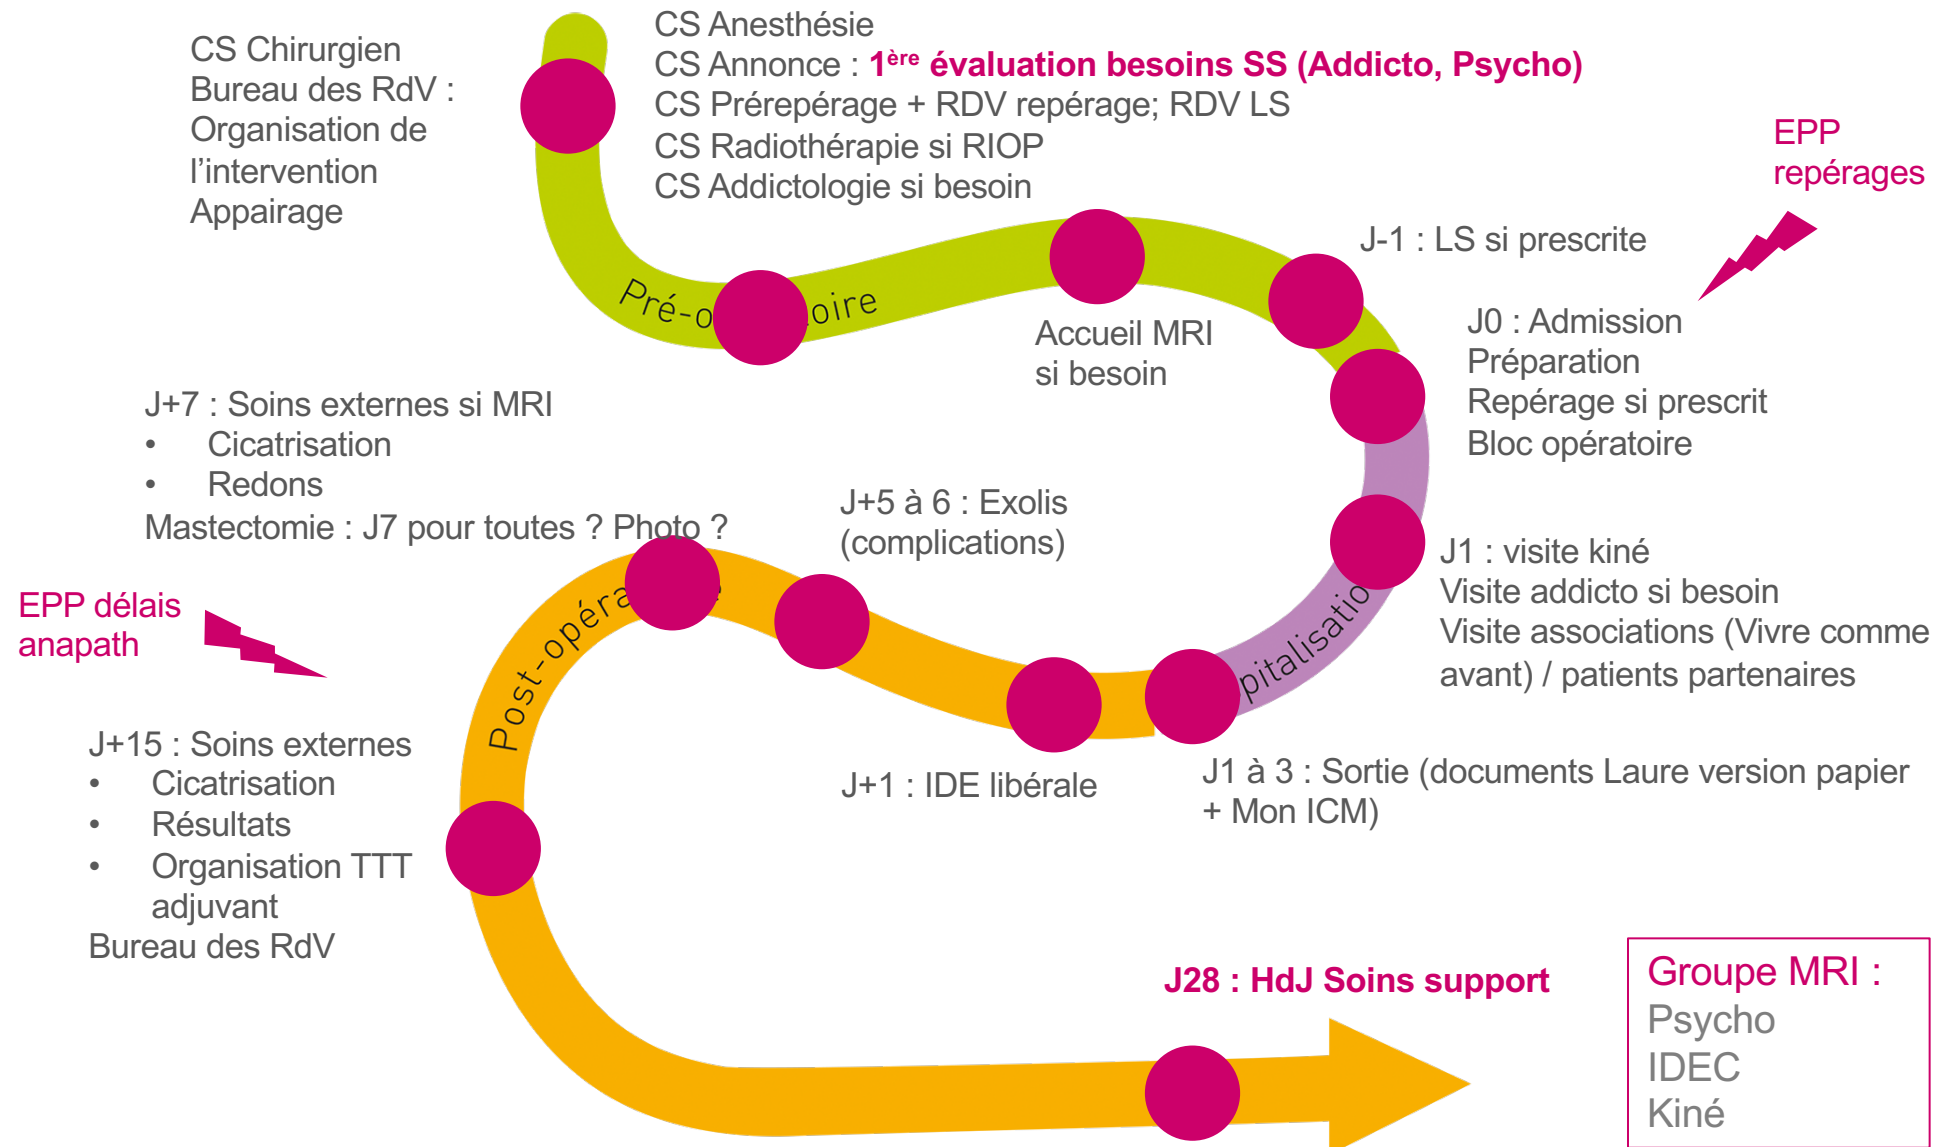 CS Chirurgien
Bureau des RdV :
Organisation de
l’intervention
Appairage
CS Anesthésie
CS Annonce : 1ère évaluation besoins SS (Addicto, Psycho)
CS Prérepérage + RDV repérage; RDV LS
CS Radiothérapie si RIOP
CS Addictologie si besoin
EPP
repérages
Pré-o
oire
Accueil MRI
si besoin
J-1 : LS si prescrite
J0 : Admission
Préparation
Repérage si prescrit
Bloc opératoire
J1 : visite kiné
Visite addicto si besoin
Visite associations (Vivre comme
avant) / patients partenaires
pitalisatio
J1 à 3 : Sortie (documents Laure version papier
+ Mon ICM)
J+1 : IDE libérale
J+5 à 6 : Exolis
(complications)
J+7 : Soins externes si MRI
• Cicatrisation
• Redons
Mastectomie : J7 pour toutes ? Photo ?
Post-opéra
EPP délais
anapath
J+15 : Soins externes
• Cicatrisation
• Résultats
• Organisation TTT
adjuvant
Bureau des RdV
J28 : HdJ Soins support
Groupe MRI :
Psycho
IDEC
Kiné